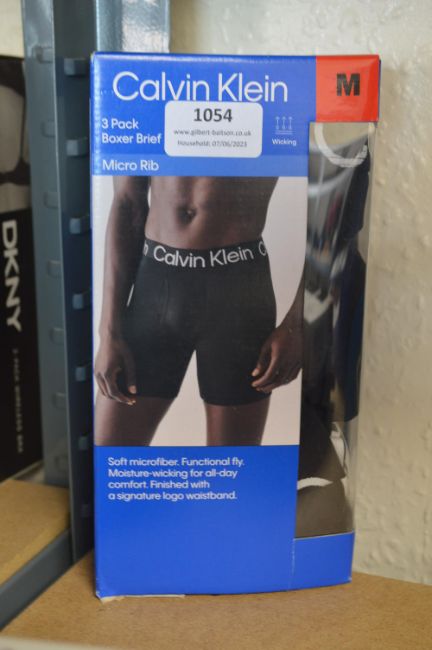 Calvin Klein
M
3 Pack
Boxer Brief
1054
www.gilbert-baitson.co.uk
Household: 07/06/2023
Wicking
Micro Rib
Calvin Klein
C
Soft microfiber. Functional fly.
Moisture-wicking for all-day
comfort. Finished with
a signature logo waistband.
DKNY